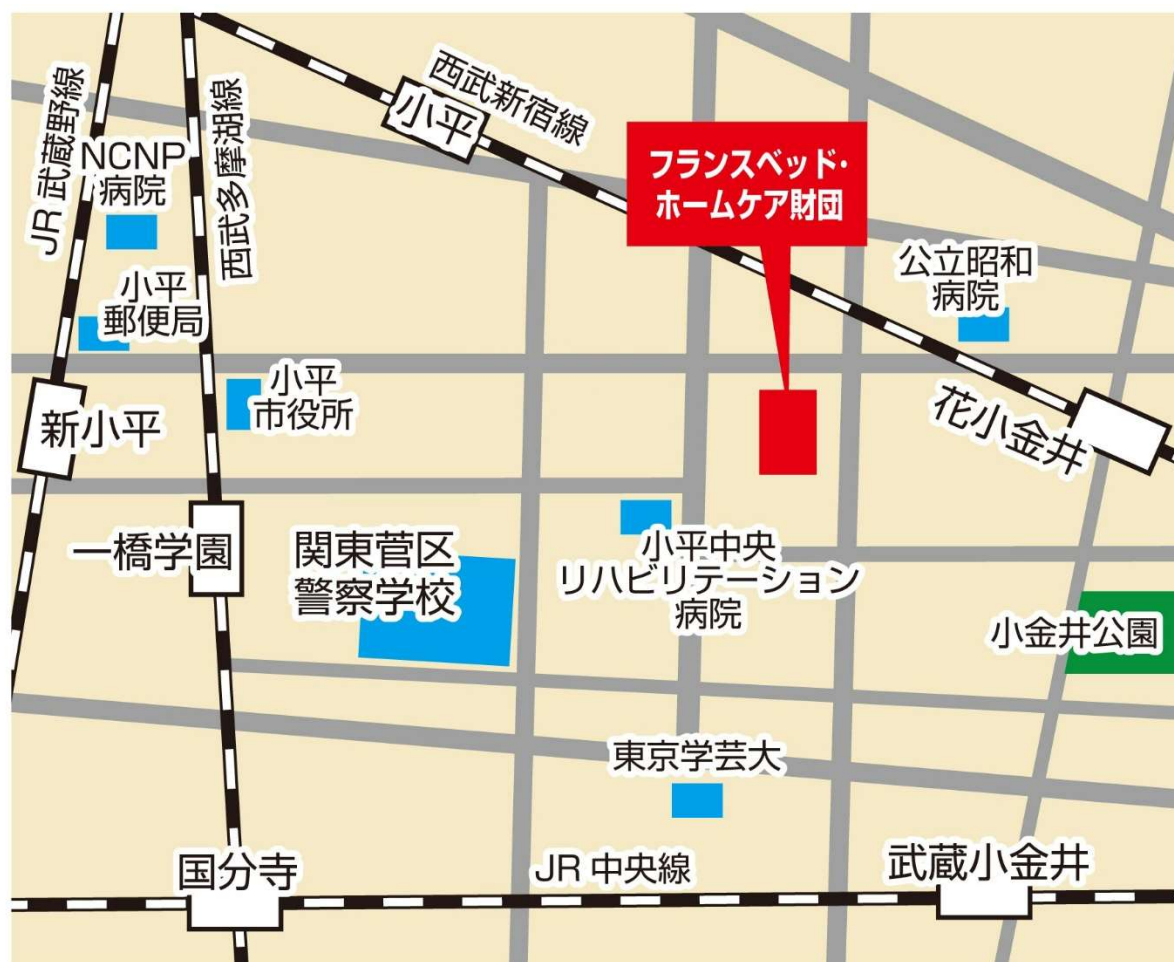 西武新宿線
小平
JR 武蔵野線
西武多摩湖線
NCNP
病院
フランスベッド・
ホームケア財団
公立昭和
病院
小平
郵便局
小平
市役所
新小平
花小金井
一橋学園
関東菅区
警察学校
小平中央
リハビリテーション
病院
小金井公園
東京学芸大
国分寺
JR 中央線
武蔵小金井